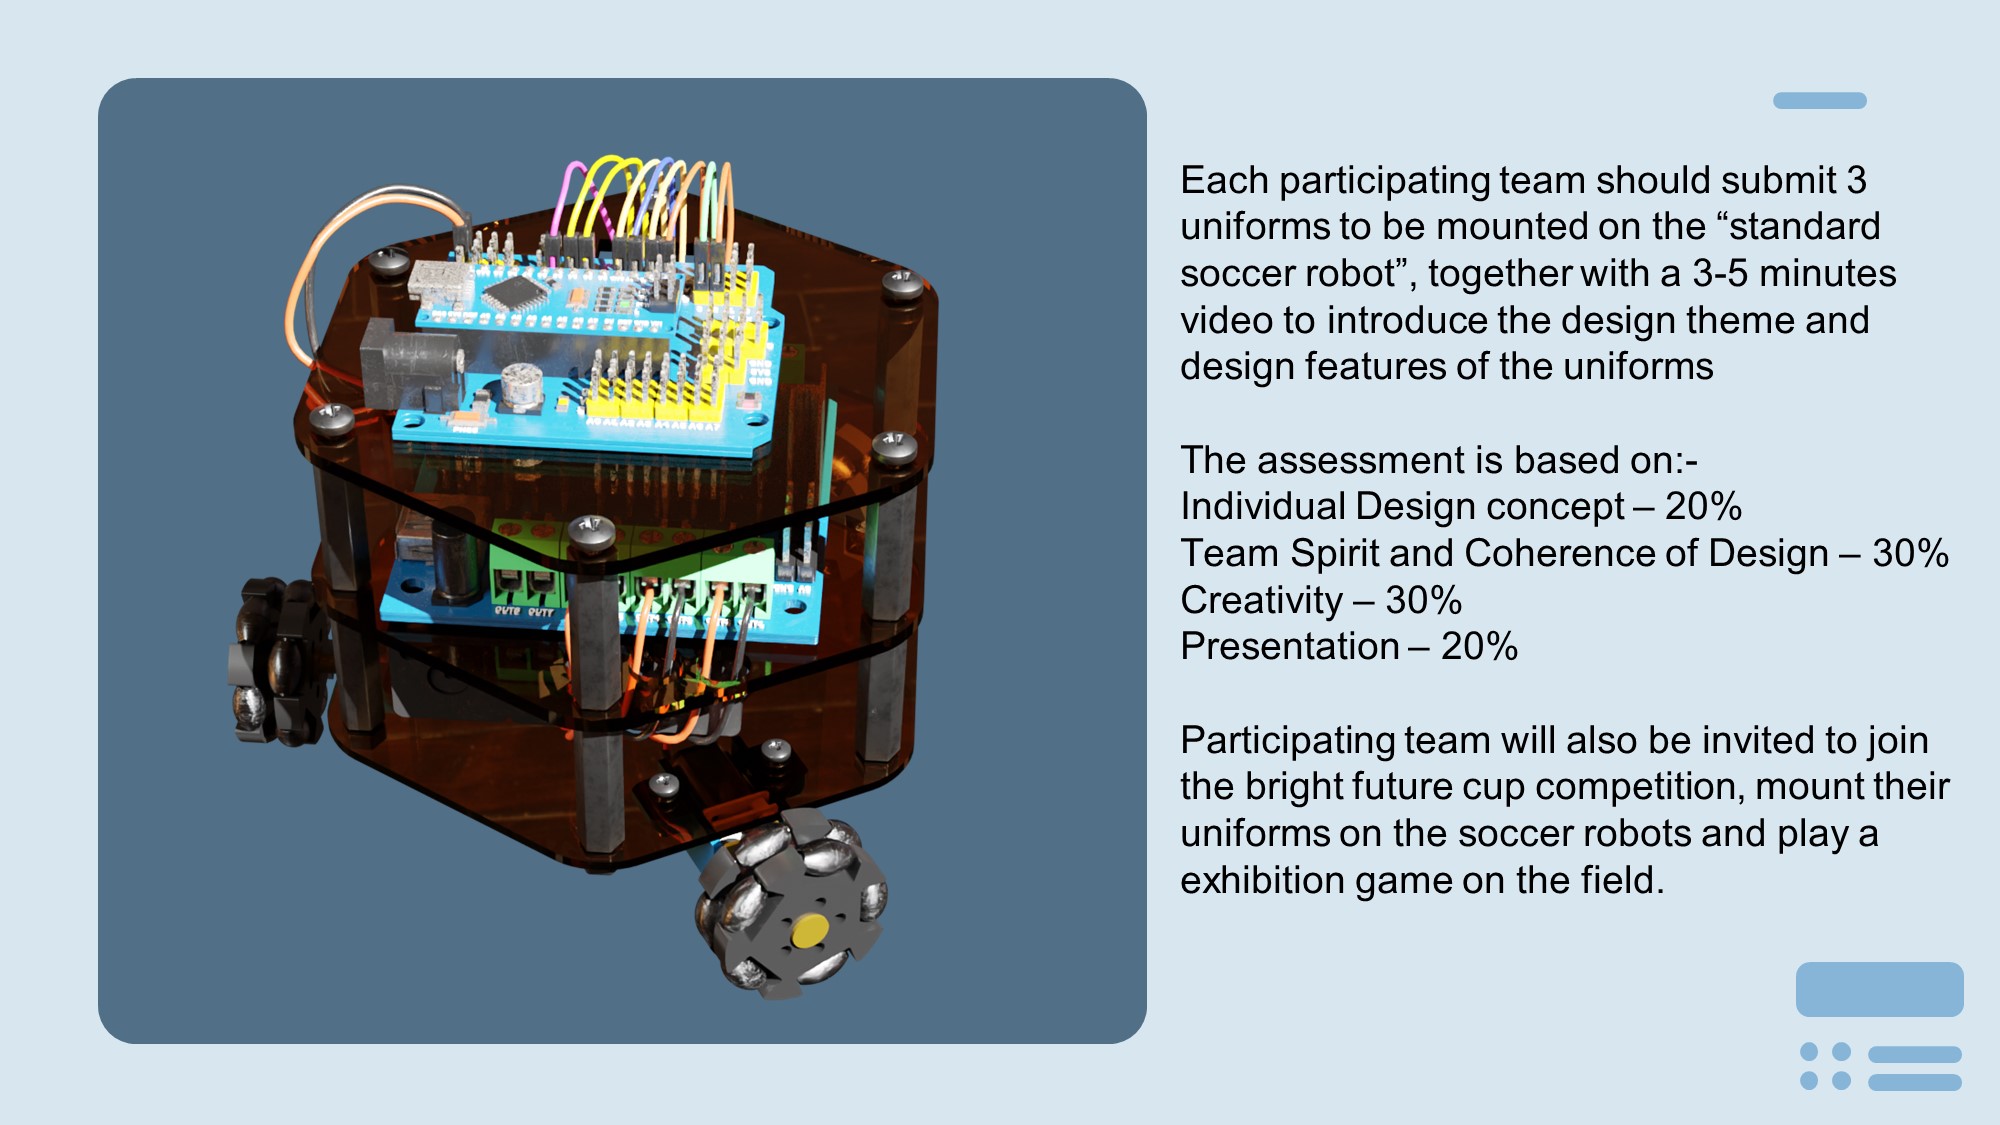 Each participating team should submit 3
uniforms to be mounted on the “standard
soccer robot”, together with a 3-5 minutes
video to introduce the design theme and
design features of the uniforms
The assessment is based on:-
Individual Design concept – 20%
Team Spirit and Coherence of Design – 30%
Creativity – 30%
Presentation – 20%
Participating team will also be invited to join
the bright future cup competition, mount their
uniforms on the soccer robots and play a
exhibition game on the field.